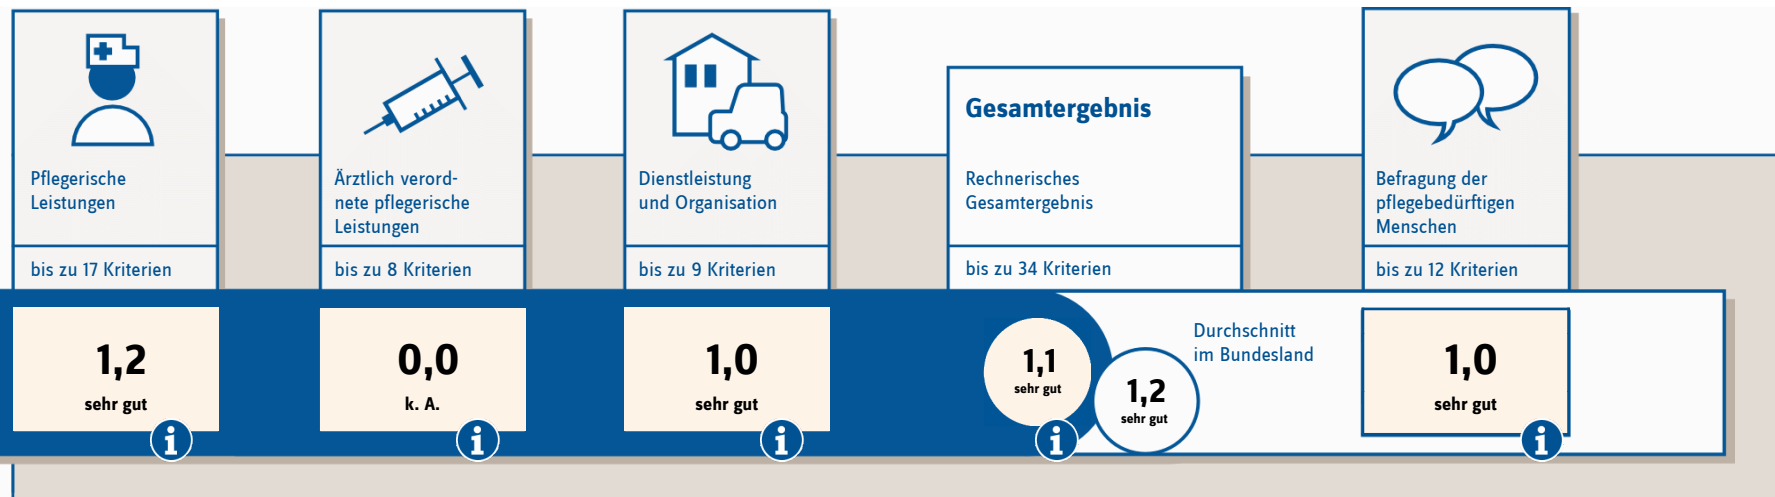 Pflegerische
Leistungen
bis zu 17 Kriterien
1,2
sehr gut
i
Ärztlich verord-
nete pflegerische
Leistungen
bis zu 8 Kriterien
0,0
k. A.
i
Dienstleistung
und Organisation
bis zu 9 Kriterien
1,0
sehr gut
i
Gesamtergebnis
Rechnerisches
Gesamtergebnis
bis zu 34 Kriterien
1,1
sehr gut
i
1,2
sehr gut
Durchschnitt
im Bundesland
Befragung der
pflegebedürftigen
Menschen
bis zu 12 Kriterien
1,0
sehr gut
i